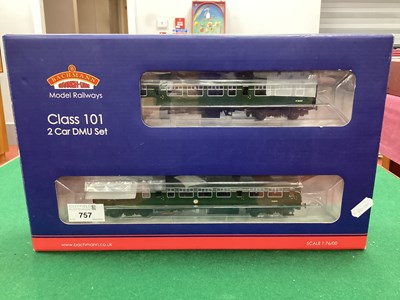 BACHMANN
BRANCH-LINE
Model Railways
Class 101
2 Car DMU Set
757
www.bachmann.co.uk
SCALE 1:76/OO